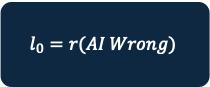 l₀ = r(AI Wrong)